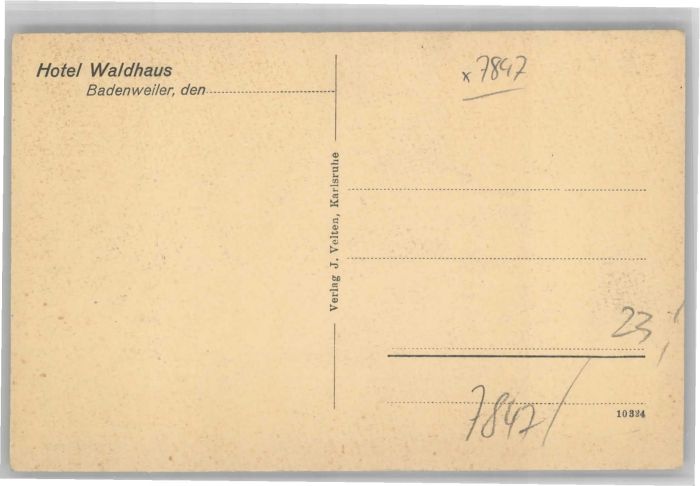 Hotel Waldhaus
Badenweiler, den
x 7847
Verlag J. Velten, Karlsruhe
23,-
7847/
10324